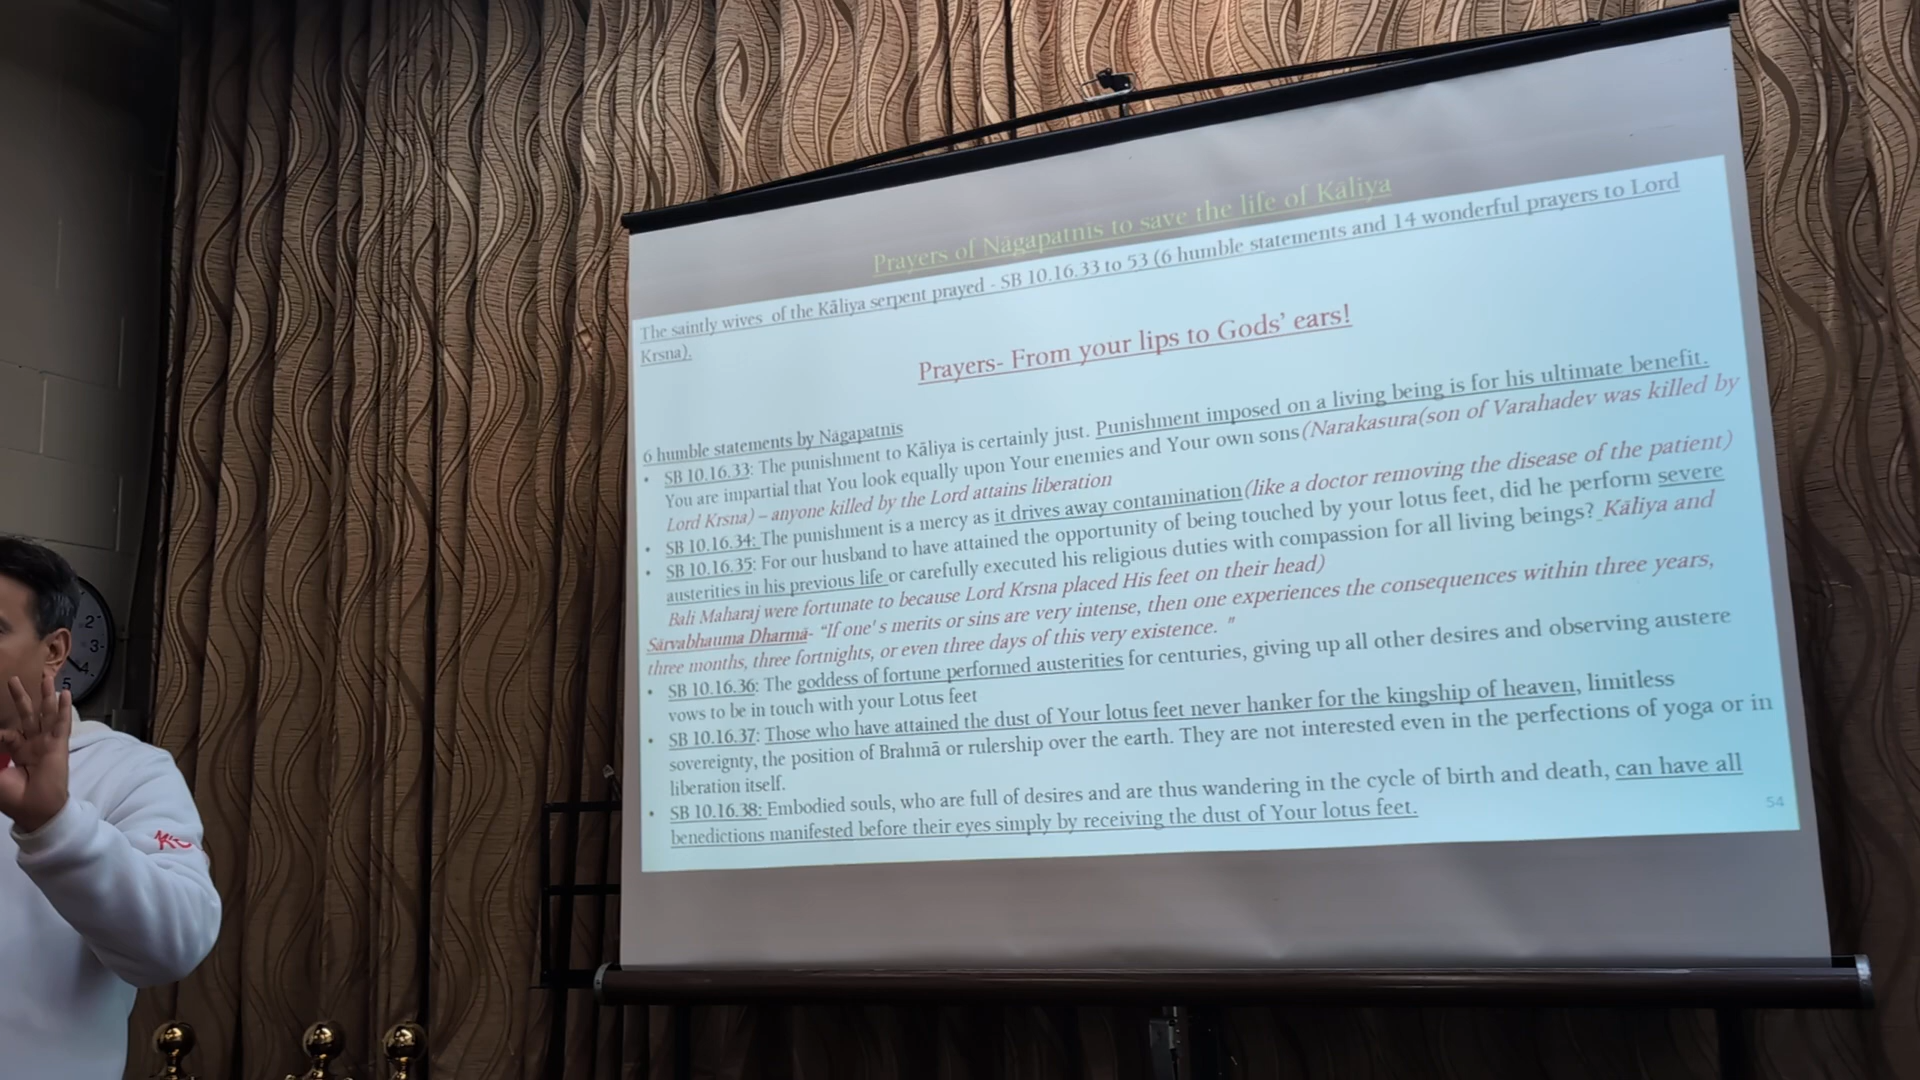 Prayers of Nāgapatnīs to save the life of Kāliya
The saintly wives of the Kāliya serpent prayed - SB 10.16.33 to 53 (6 humble statements and 14 wonderful prayers to Lord
Krsna).
Prayers- From your lips to Gods' ears!
6 humble statements by Nāgapatnīs
• SB 10.16.33: The punishment to Kāliya is certainly just. Punishment imposed on a living being is for his ultimate benefit.
You are impartial that You look equally upon Your enemies and Your own sons(Narakasura(son of Varahadev was killed by
Lord Krsna) – anyone killed by the Lord attains liberation
• SB 10.16.34: The punishment is a mercy as it drives away contamination(like a doctor removing the disease of the patient)
• SB 10.16.35: For our husband to have attained the opportunity of being touched by your lotus feet, did he perform severe
austerities in his previous life or carefully executed his religious duties with compassion for all living beings? Kāliya and
Bali Maharaj were fortunate to because Lord Krsna placed His feet on their head)
Sārvabhauma Dharmā- “If one's merits or sins are very intense, then one experiences the consequences within three years,
three months, three fortnights, or even three days of this very existence. ”
• SB 10.16.36: The goddess of fortune performed austerities for centuries, giving up all other desires and observing austere
vows to be in touch with your Lotus feet
• SB 10.16.37: Those who have attained the dust of Your lotus feet never hanker for the kingship of heaven, limitless
sovereignty, the position of Brahmā or rulership over the earth. They are not interested even in the perfections of yoga or in
liberation itself.
• SB 10.16.38: Embodied souls, who are full of desires and are thus wandering in the cycle of birth and death, can have all
benedictions manifested before their eyes simply by receiving the dust of Your lotus feet.
54
2
3
4
5